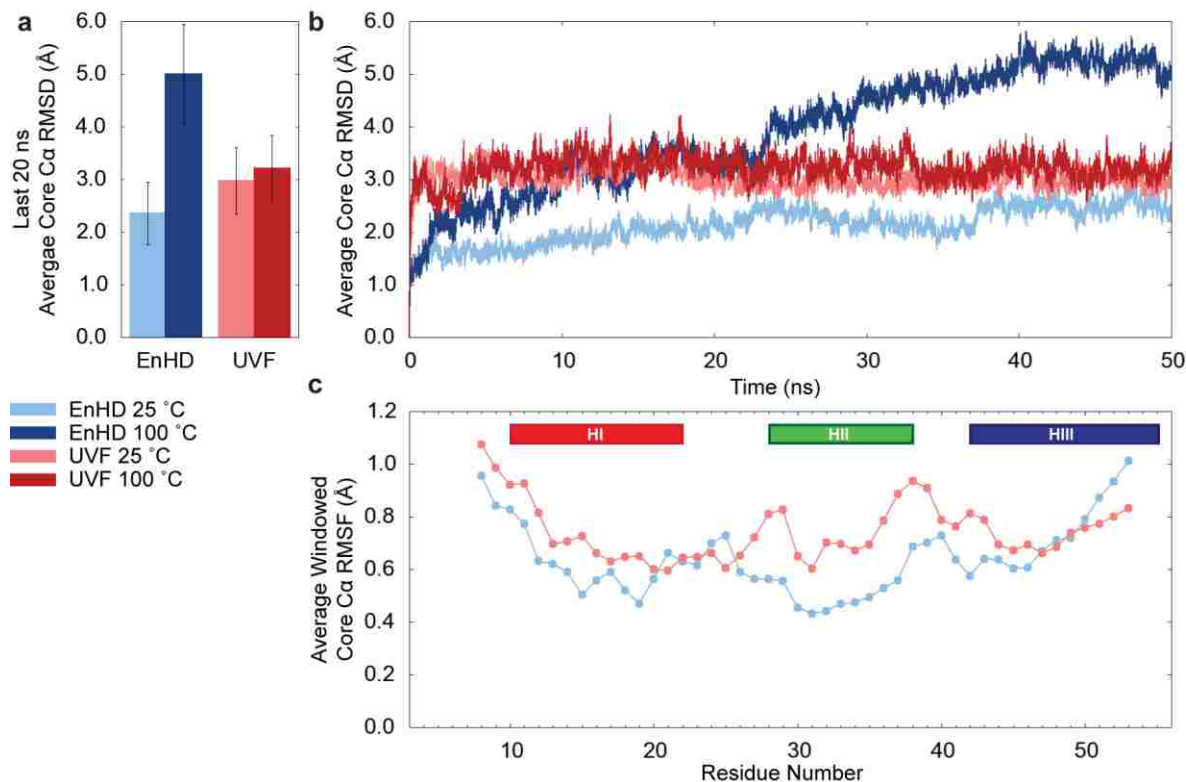 a
Last 20 ns
Avergae Core Cα RMSD (Å)
6.0
5.0
4.0
3.0
2.0
1.0
0.0
EnHD UVF
b
Average Core Cα RMSD (Å)
6.0
5.0
4.0
3.0
2.0
1.0
0.0
0 10 20 30 40 50
Time (ns)
EnHD 25 ˚C
EnHD 100 ˚C
UVF 25 ˚C
UVF 100 ˚C
c
Average Windowed
Core Cα RMSF (Å)
1.2
1.0
0.8
0.6
0.4
0.2
0.0
HI HII HIII
10 20 30 40 50
Residue Number